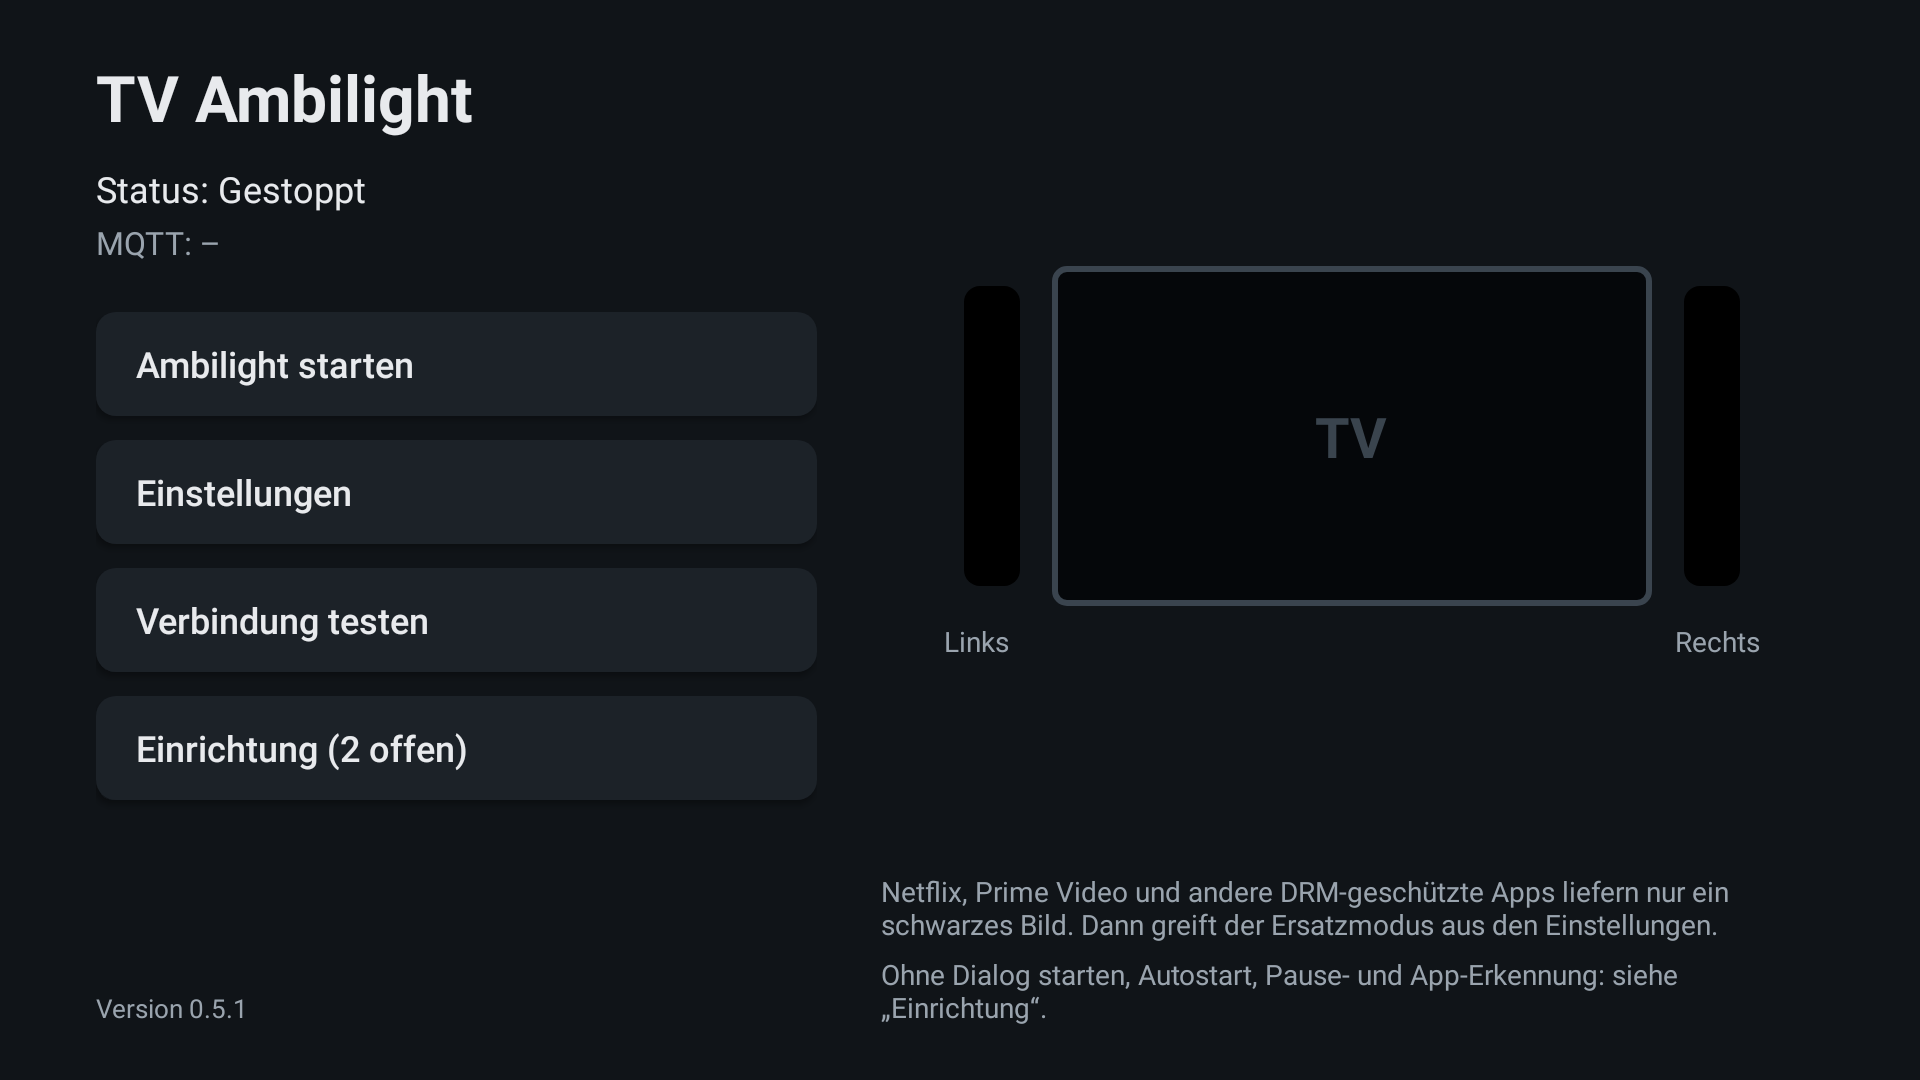 TV Ambilight
Status: Gestoppt
MQTT: –
Ambilight starten
Einstellungen
Verbindung testen
Einrichtung (2 offen)
Version 0.5.1
TV
Links
Rechts
Netflix, Prime Video und andere DRM-geschützte Apps liefern nur ein
schwarzes Bild. Dann greift der Ersatzmodus aus den Einstellungen.
Ohne Dialog starten, Autostart, Pause- und App-Erkennung: siehe
„Einrichtung“.